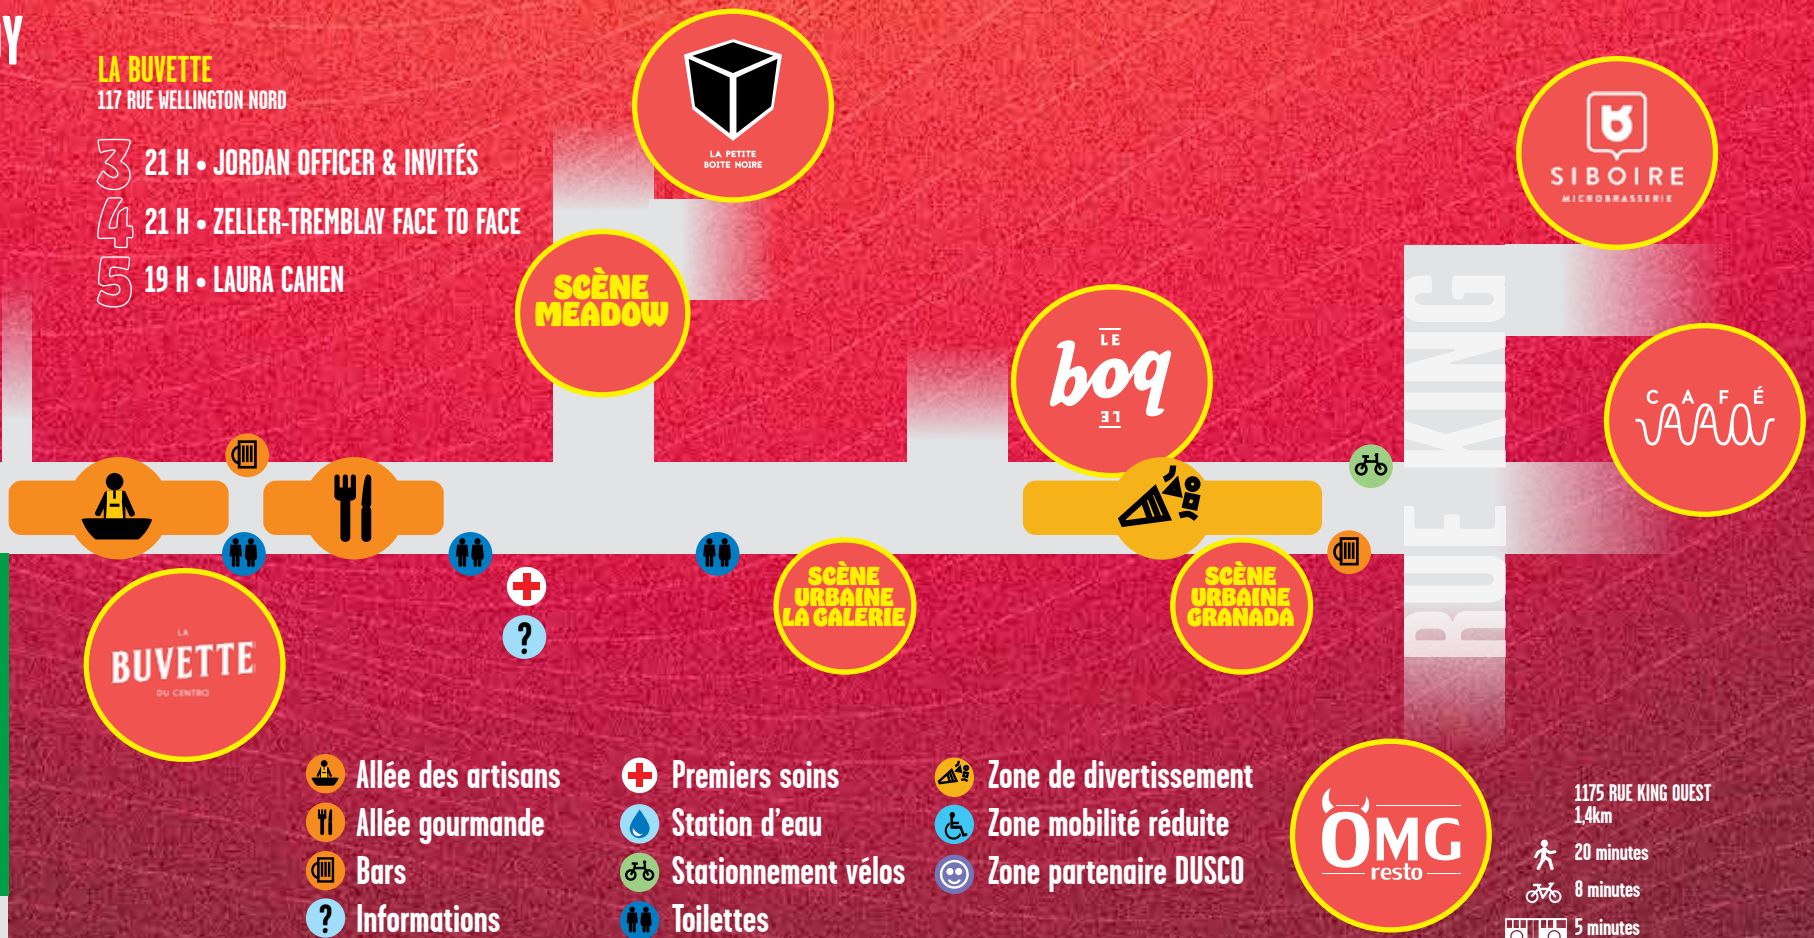 LA BUVETTE
117 RUE WELLINGTON NORD
3 21 H • JORDAN OFFICER & INVITÉS
4 21 H • ZELLER-TREMBLAY FACE TO FACE
5 19 H • LAURA CAHEN
LA PETITE
BOITE NOIRE
SIBOIRE
MICROBRASSERIE
SCÈNE
MEADOW
LE
boq
LE
CAFÉ
RUE KING
SCÈNE
URBAINE
LA GALERIE
SCÈNE
URBAINE
GRANADA
?
LA
BUVETTE
DU CENTRO
Allée des artisans
Allée gourmande
Bars
? Informations
Premiers soins
Station d'eau
Stationnement vélos
Toilettes
Zone de divertissement
Zone mobilité réduite
Zone partenaire DUSCO
OMG
resto
1175 RUE KING OUEST
1,4km
20 minutes
8 minutes
5 minutes